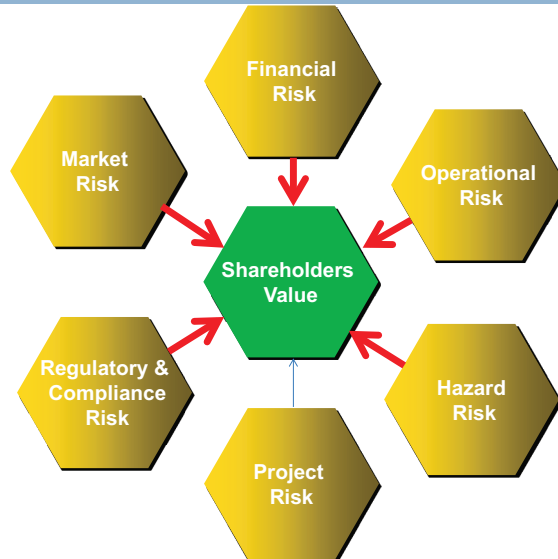 Financial
Risk
Market
Risk
Operational
Risk
Shareholders
Value
Regulatory &
Compliance
Risk
Hazard
Risk
Project
Risk